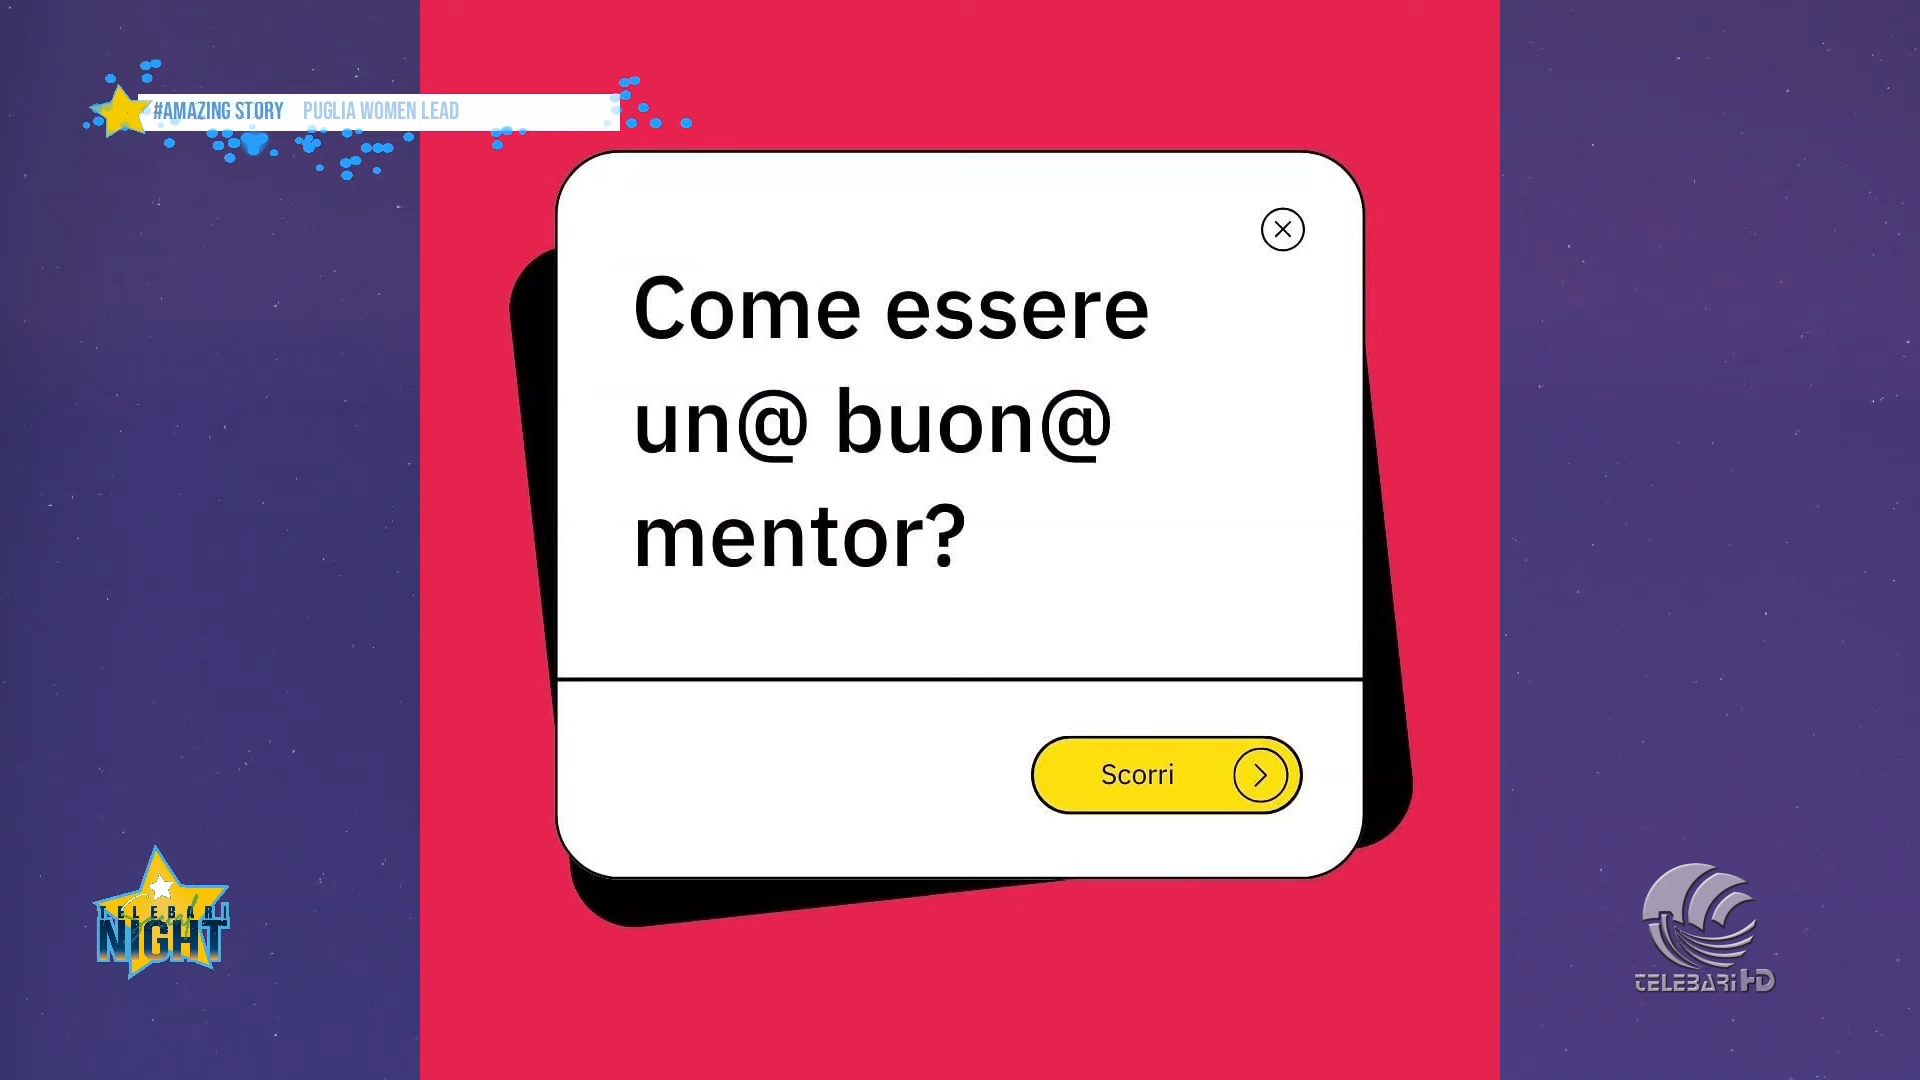 #AMAZING STORY PUGLIA WOMEN LEAD
Come essere
un@ buon@
mentor?
Scorri
TELEBARI
NIGHT
TELEBARI HD